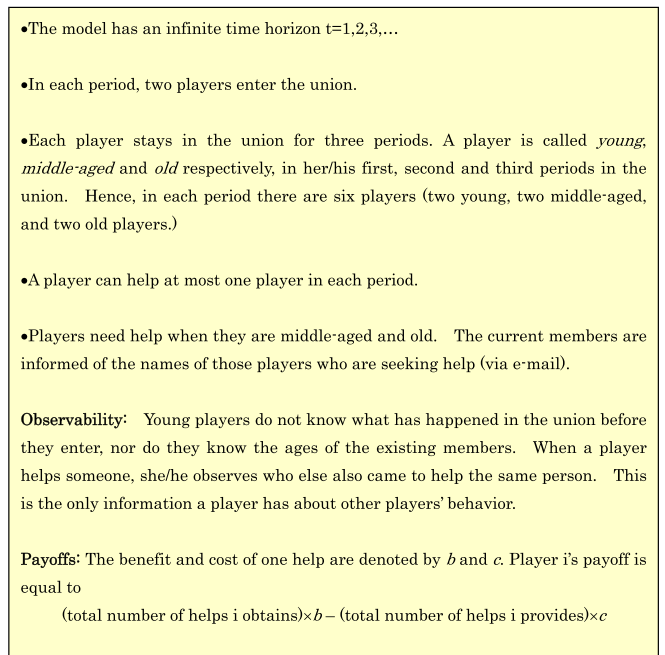 •The model has an infinite time horizon t=1,2,3,…
•In each period, two players enter the union.
•Each player stays in the union for three periods. A player is called young,
middle-aged and old respectively, in her/his first, second and third periods in the
union. Hence, in each period there are six players (two young, two middle-aged,
and two old players.)
•A player can help at most one player in each period.
•Players need help when they are middle-aged and old. The current members are
informed of the names of those players who are seeking help (via e-mail).
Observability: Young players do not know what has happened in the union before
they enter, nor do they know the ages of the existing members. When a player
helps someone, she/he observes who else also came to help the same person. This
is the only information a player has about other players’ behavior.
Payoffs: The benefit and cost of one help are denoted by b and c. Player i’s payoff is
equal to
(total number of helps i obtains)×b – (total number of helps i provides)×c